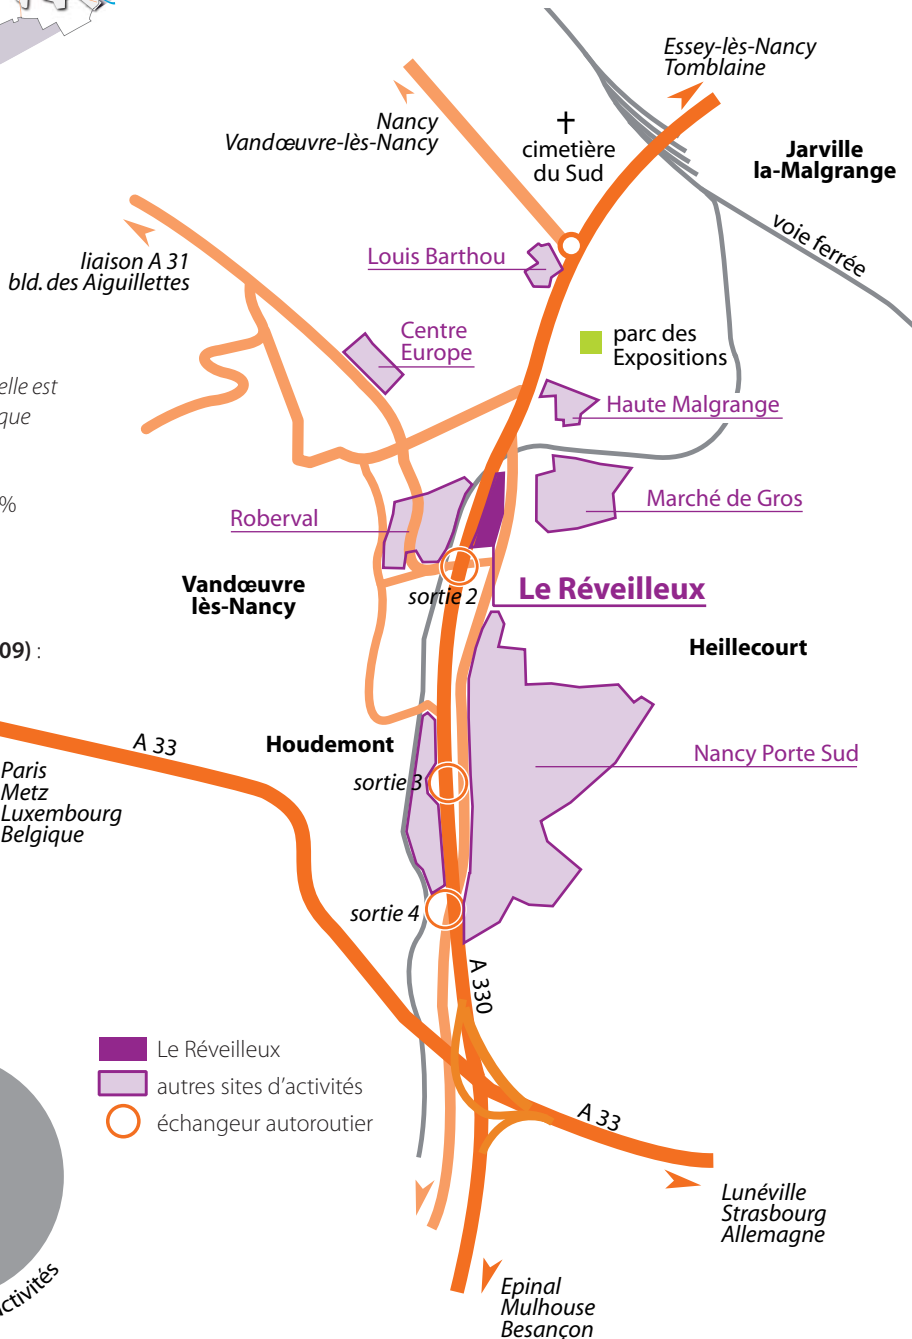 Essey-lès-Nancy
Tomblaine
Nancy
Vandœuvre-lès-Nancy
cimetière
du Sud
Jarville
la-Malgrange
voie ferrée
liaison A 31
bld. des Aiguillettes
Louis Barthou
Centre
Europe
parc des
Expositions
elle est
que
Haute Malgrange
%
Roberval
Marché de Gros
Vandœuvre
lès-Nancy
sortie 2
Le Réveilleux
09) :
Heillecourt
A 33
Houdemont
Nancy Porte Sud
Paris
Metz
Luxembourg
Belgique
sortie 3
sortie 4
A 330
Le Réveilleux
autres sites d’activités
échangeur autoroutier
A 33
Lunéville
Strasbourg
Allemagne
ctivités
Epinal
Mulhouse
Besançon